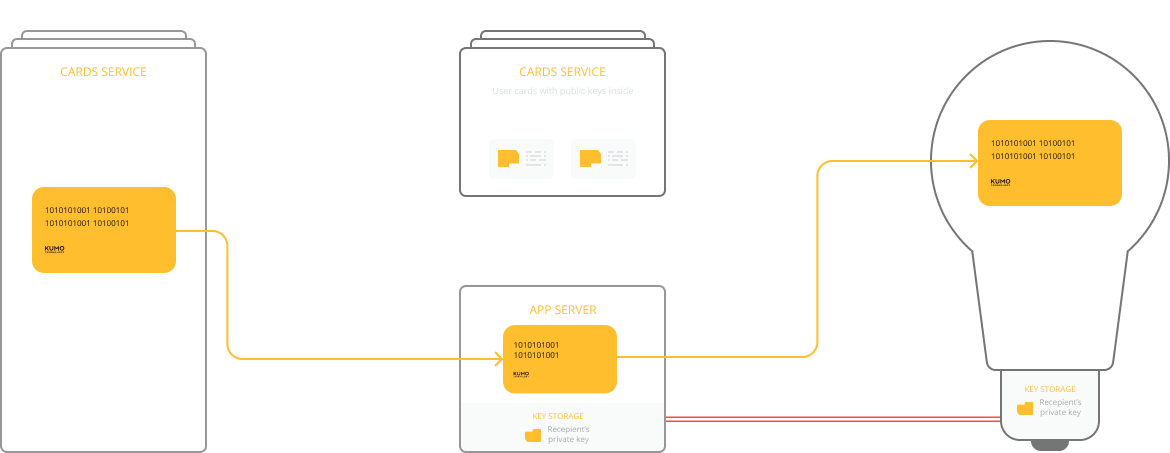 CARDS SERVICE
1010101001 10100101
1010101001 10100101
KUMO
CARDS SERVICE
User cards with public keys inside
APP SERVER
1010101001
1010101001
KUMO
KEY STORAGE
Recepient's
private key
1010101001 10100101
1010101001 10100101
KUMO
KEY STORAGE
Recepient's
private key